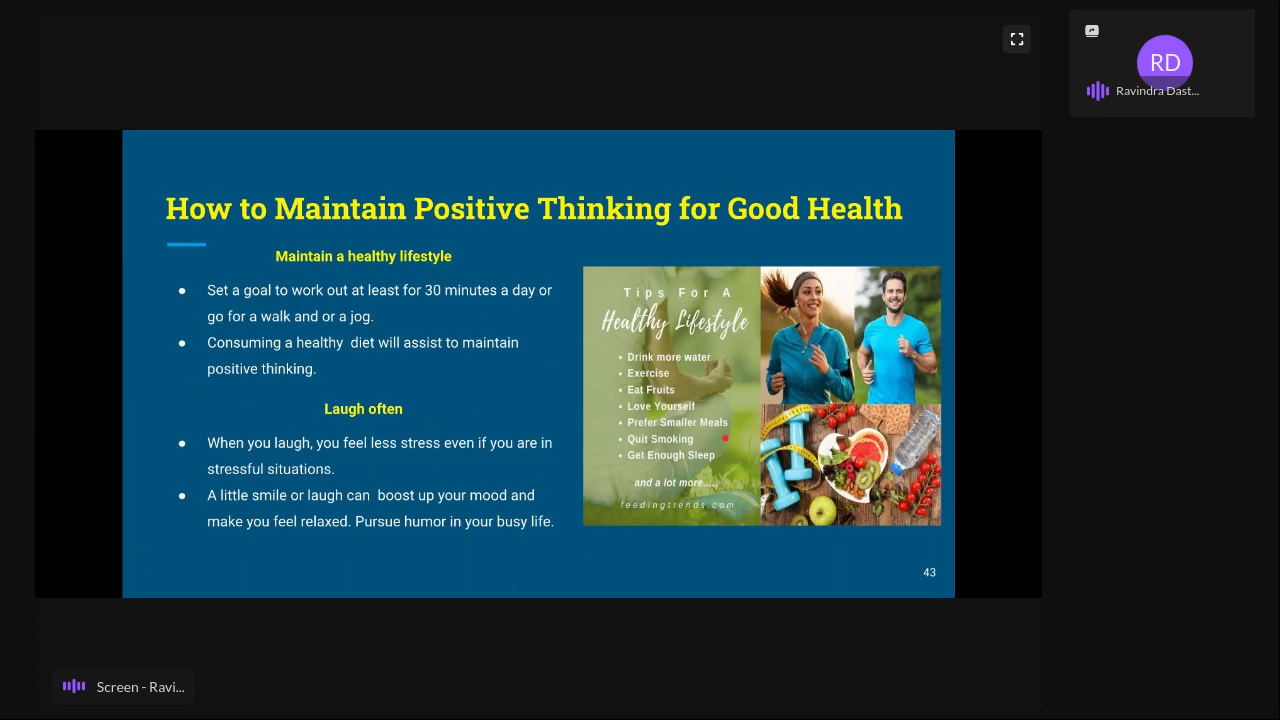 RD
Ravindra Dast...
How to Maintain Positive Thinking for Good Health
Maintain a healthy lifestyle
● Set a goal to work out at least for 30 minutes a day or
go for a walk and or a jog.
● Consuming a healthy  diet will assist to maintain
positive thinking.
Laugh often
● When you laugh, you feel less stress even if you are in
stressful situations.
● A little smile or laugh can  boost up your mood and
make you feel relaxed. Pursue humor in your busy life.
Tips For A
Healthy Lifestyle
• Drink more water
• Exercise
• Eat Fruits
• Love Yourself
• Prefer Smaller Meals
• Quit Smoking
• Get Enough Sleep
and a lot more.....
feedingtrends.com
43
Screen - Ravi...